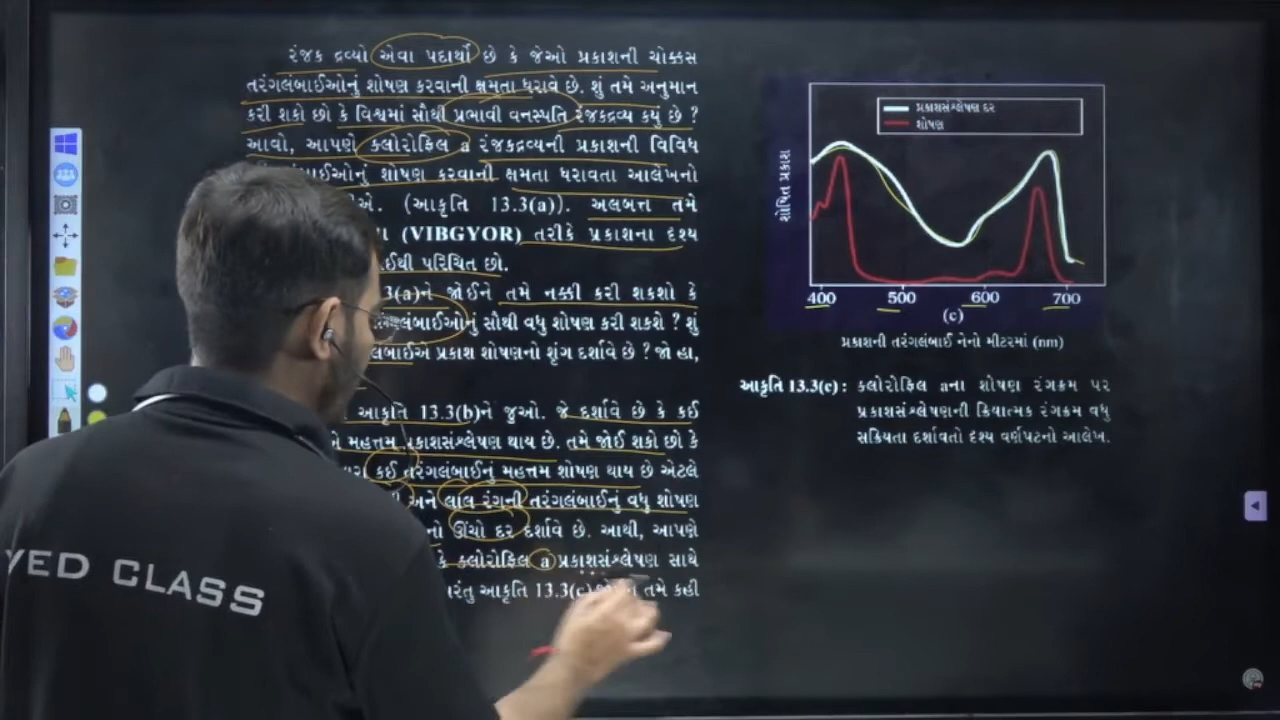 રંજક દ્રવ્યો એવા પદાર્થો છે કે જેઓ પ્રકાશની ચોક્કસ
તરંગલંબાઈઓનું શોષણ કરવાની ક્ષમતા ધરાવે છે. શું તમે અનુમાન
કરી શકો છો કે વિશ્વમાં સૌથી પ્રભાવી વનસ્પતિ રંજકદ્રવ્ય કયું છે ?
આવો, આપણે ક્લોરોફિલ a રંજકદ્રવ્યની પ્રકાશની વિવિધ
શોષણ કરવાની ક્ષમતા ધરાવતા આલેખનો
(આકૃતિ 13.3(a)). અલબત્ત તમે
(VIBGYOR) તરીકે પ્રકાશના દૃશ્ય
પરિચિત છો.
જોઈને તમે નક્કી કરી શકશો કે
સૌથી વધુ શોષણ કરી શકશે ? શું
પ્રકાશ શોષણનો શૃંગ દર્શાવે છે ? જો હા,
આકૃતિ 13.3(b)ને જુઓ. જે દર્શાવે છે કે કઈ
મહત્તમ પ્રકાશસંશ્લેષણ થાય છે. તમે જોઈ શકો છો કે
કઈ તરંગલંબાઈનું મહત્તમ શોષણ થાય છે એટલે
અને લાલ રંગની તરંગલંબાઈનું વધુ શોષણ
ઊંચો દર દર્શાવે છે. આથી, આપણે
કે ક્લોરોફિલ a પ્રકાશસંશ્લેષણ સાથે
આકૃતિ 13.3(c) તમે કહી
પ્રકાશસંશ્લેષણ દર
શોષણ
શોષિત પ્રકાશ
400 500 600 700
(c)
પ્રકાશની તરંગલંબાઈ નેનો મીટરમાં (nm)
આકૃતિ 13.3(c) : ક્લોરોફિલ aના શોષણ રંગક્રમ પર
પ્રકાશસંશ્લેષણની ક્રિયાત્મક રંગક્રમ વધુ
સક્રિયતા દર્શાવતો દૃશ્ય વર્ણપટનો આલેખ.
YED CLASS